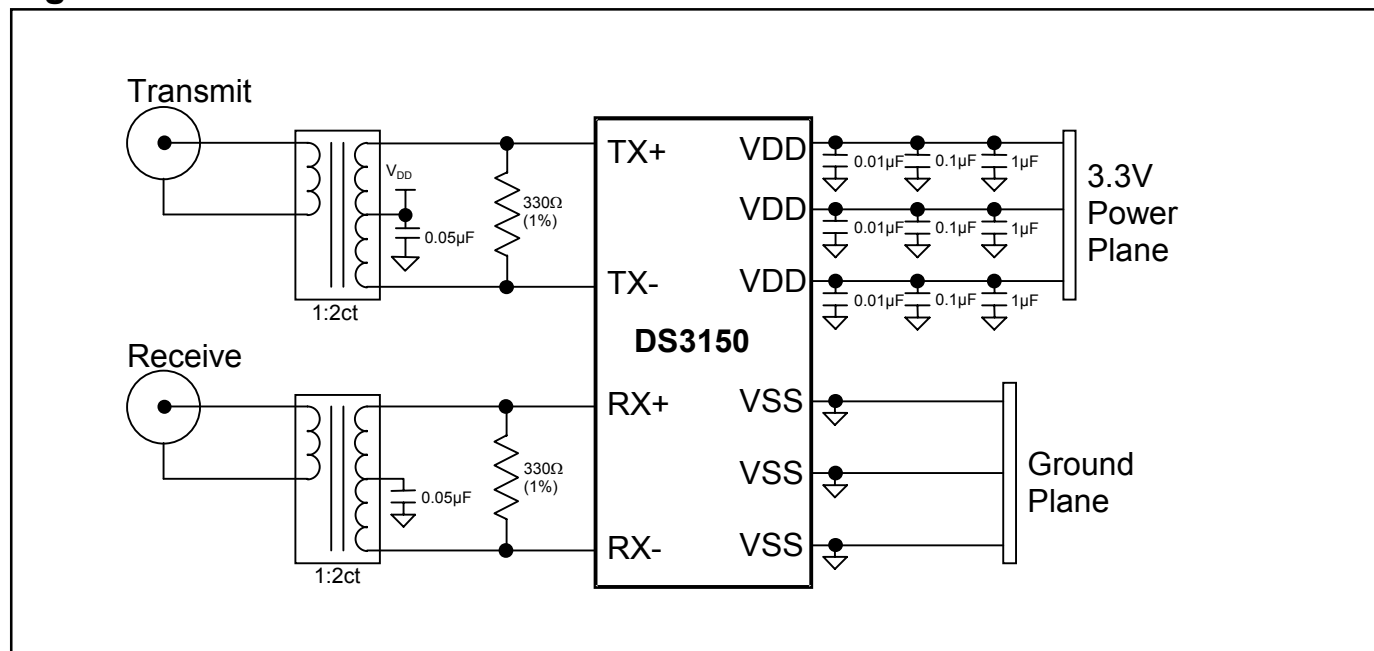 Transmit
V_DD
0.05µF
330Ω
(1%)
1:2ct
Receive
0.05µF
330Ω
(1%)
1:2ct
TX+
TX-
DS3150
RX+
RX-
VDD
VDD
VDD
VSS
VSS
VSS
0.01µF 0.1µF 1µF
0.01µF 0.1µF 1µF
0.01µF 0.1µF 1µF
3.3V
Power
Plane
Ground
Plane